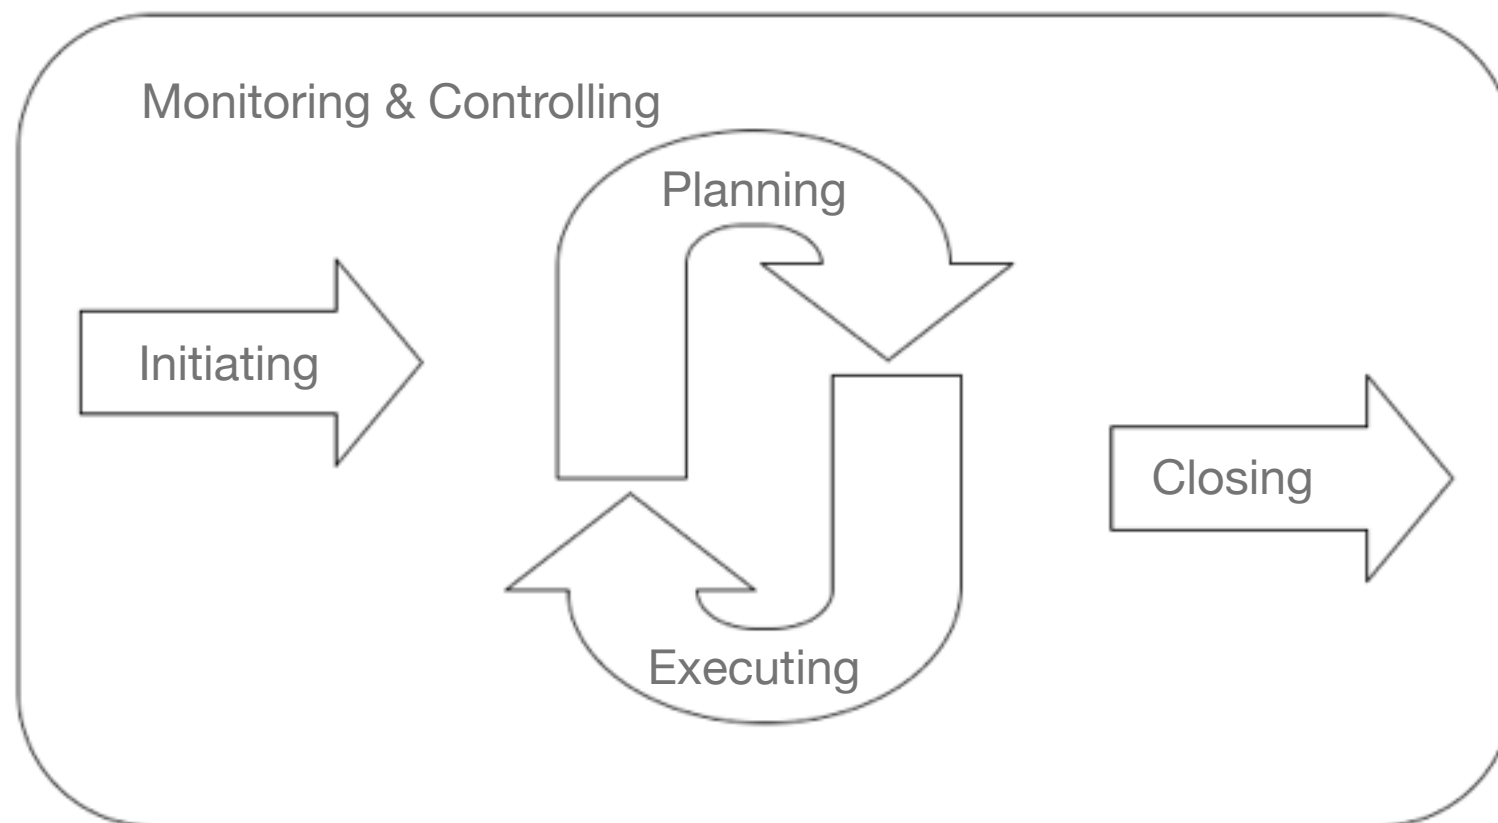 Monitoring & Controlling
Planning
Initiating
Closing
Executing